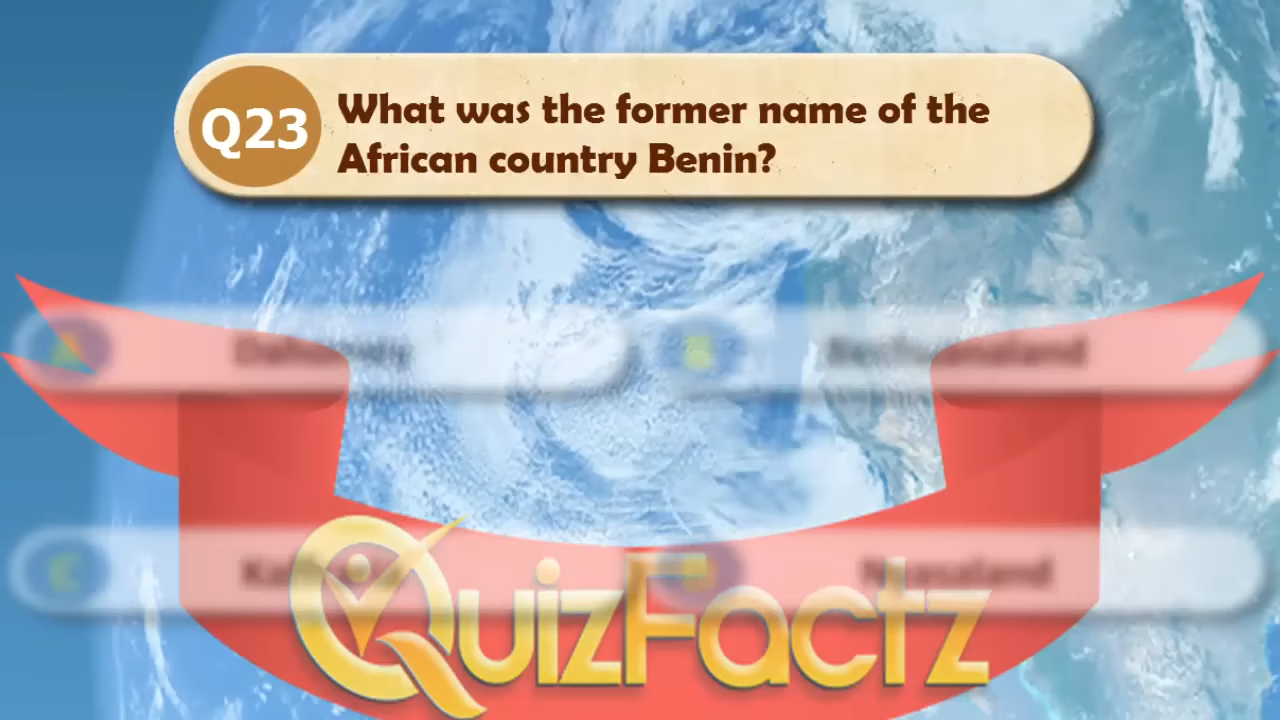 Q23
What was the former name of the
African country Benin?
Dahomey
Bechuanaland
Nyasaland
QuizFactz